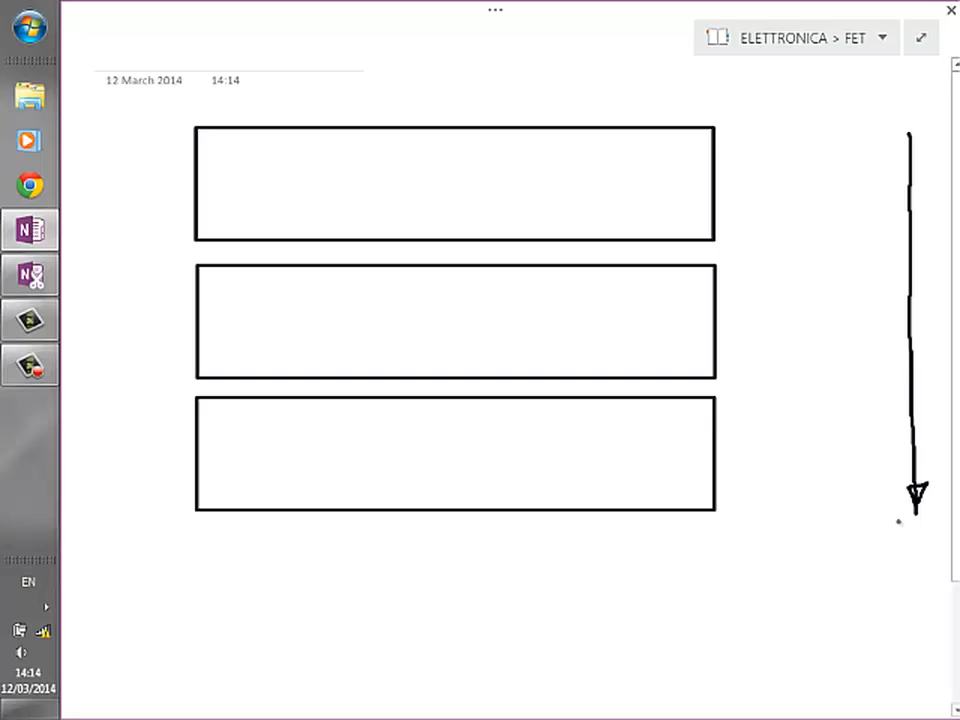 ELETTRONICA > FET
12 March 2014 14:14
N
N
EN
14:14
12/03/2014